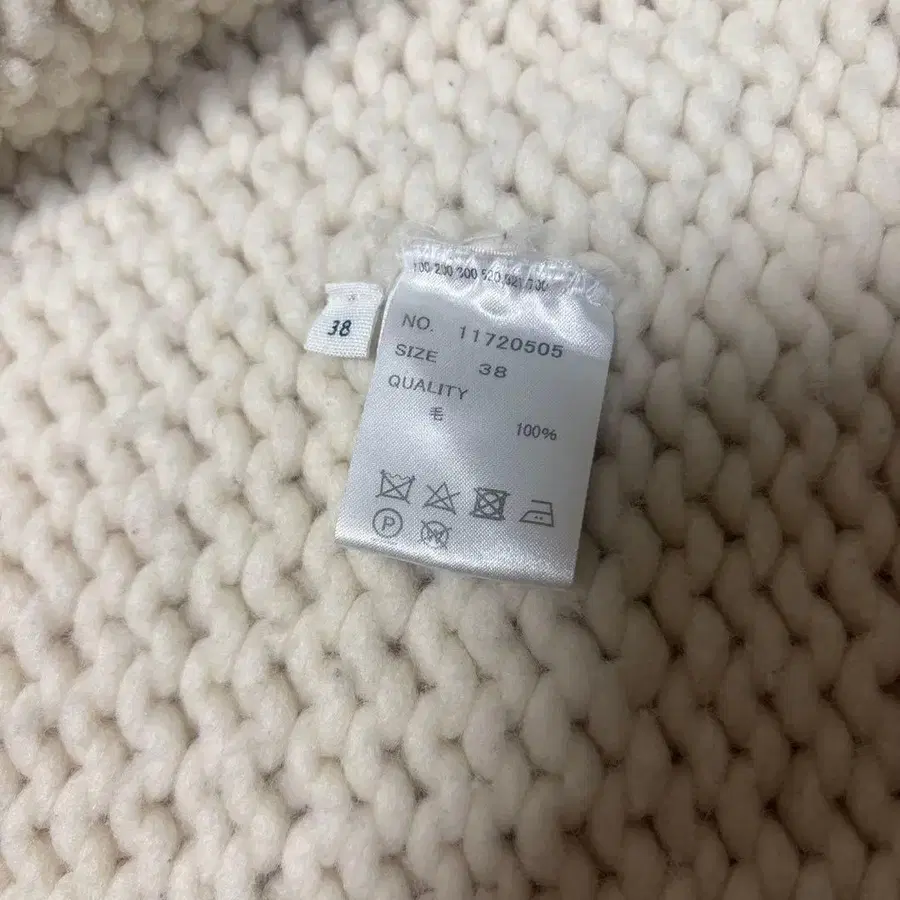 38
NO. 11720505
SIZE 38
QUALITY
毛 100%
P